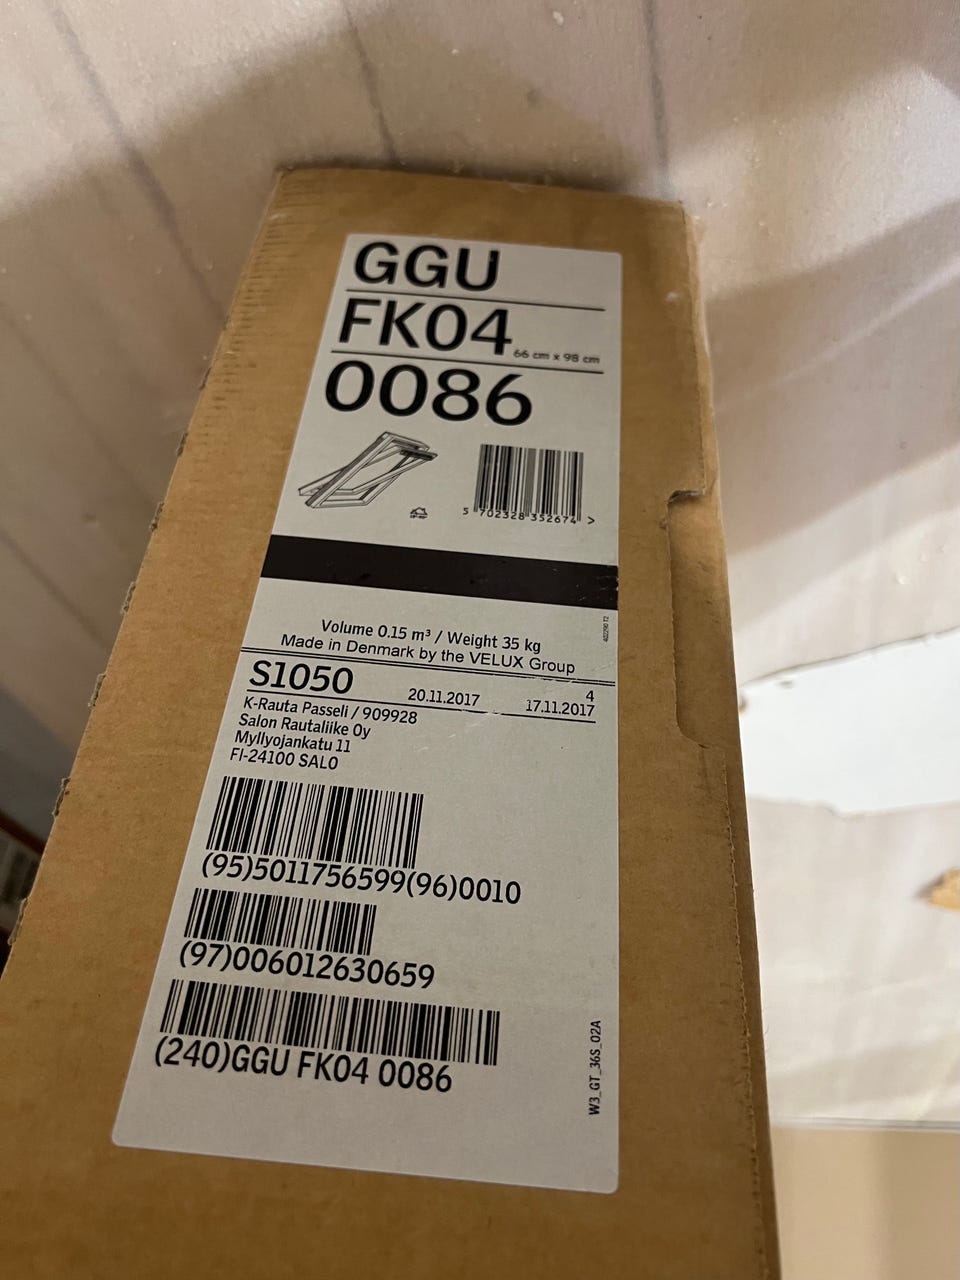 GGU
FK04 66 cm x 98 cm
0086
5 702328 352674 >
Volume 0.15 m³ / Weight 35 kg
Made in Denmark by the VELUX Group
S1050 20.11.2017 4
17.11.2017
K-Rauta Passeli / 909928
Salon Rautaliike Oy
Myllyojankatu 11
FI-24100 SALO
(95)5011756599(96)0010
(97)006012630659
(240)GGU FK04 0086
W3_GT_36S_02A